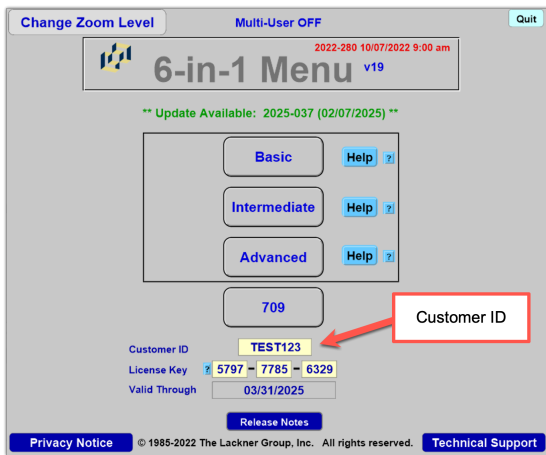 Change Zoom Level Multi-User OFF Quit
2022-280 10/07/2022 9:00 am
6-in-1 Menu v19
** Update Available: 2025-037 (02/07/2025) **
Basic Help ?
Intermediate Help ?
Advanced Help ?
709
Customer ID
Customer ID TEST123
License Key ? 5797 - 7785 - 6329
Valid Through 03/31/2025
Release Notes
Privacy Notice © 1985-2022 The Lackner Group, Inc. All rights reserved. Technical Support